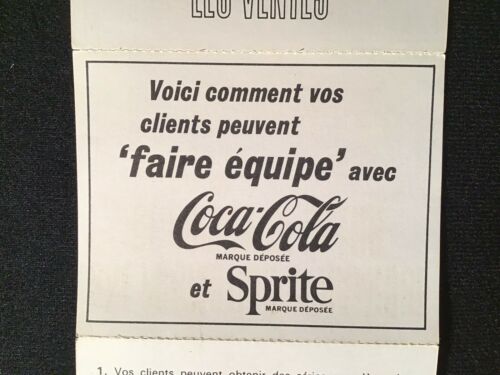 LES VENTES
Voici comment vos
clients peuvent
'faire équipe' avec
Coca-Cola
MARQUE DÉPOSÉE
et Sprite
MARQUE DÉPOSÉE
1. Vos clients peuvent obtenir des séries